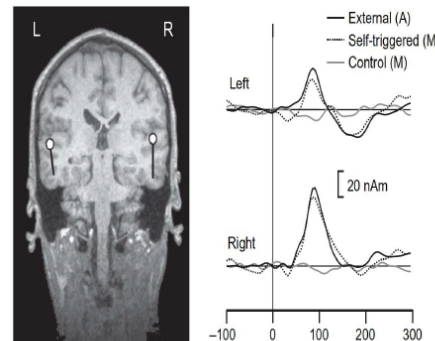 L
R
External (A)
Self-triggered (M
Control (M)
Left
20 nAm
Right
–100
0
100
200
300